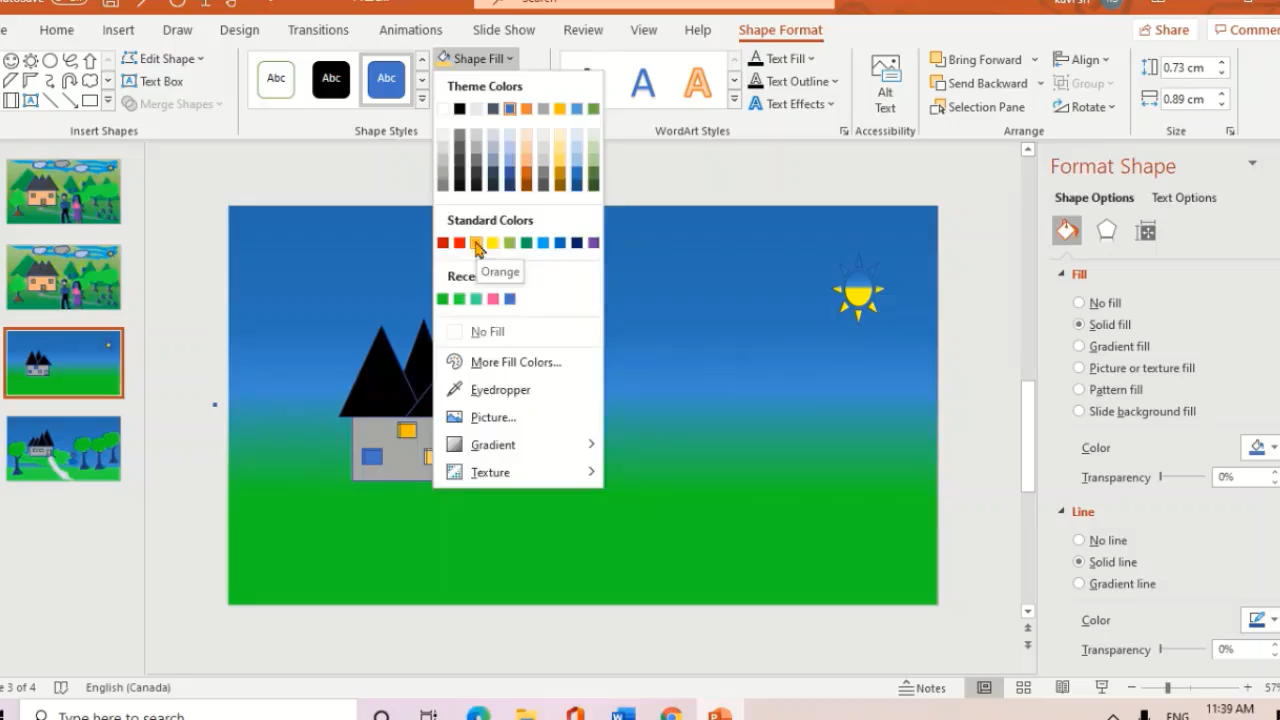 Home Insert Draw Design Transitions Animations Slide Show Review View Help Shape Format Share
Edit Shape Shape Fill Text Fill Bring Forward Align 0.73 cm
Abc Abc Abc
Text Box A A Text Outline Send Backward Group
Merge Shapes Text Effects Alt Text Selection Pane Rotate 0.89 cm
Insert Shapes Shape Styles WordArt Styles Accessibility Arrange Size
Theme Colors
Standard Colors
Orange
Rece
No Fill
More Fill Colors...
Eyedropper
Picture...
Gradient
Texture
Format Shape
Shape Options Text Options
Fill
No fill
Solid fill
Gradient fill
Picture or texture fill
Pattern fill
Slide background fill
Color
Transparency 0%
Line
No line
Solid line
Gradient line
Color
Transparency 0%
e 3 of 4 English (Canada) Notes 57%
Type here to search ENG 11:39 AM